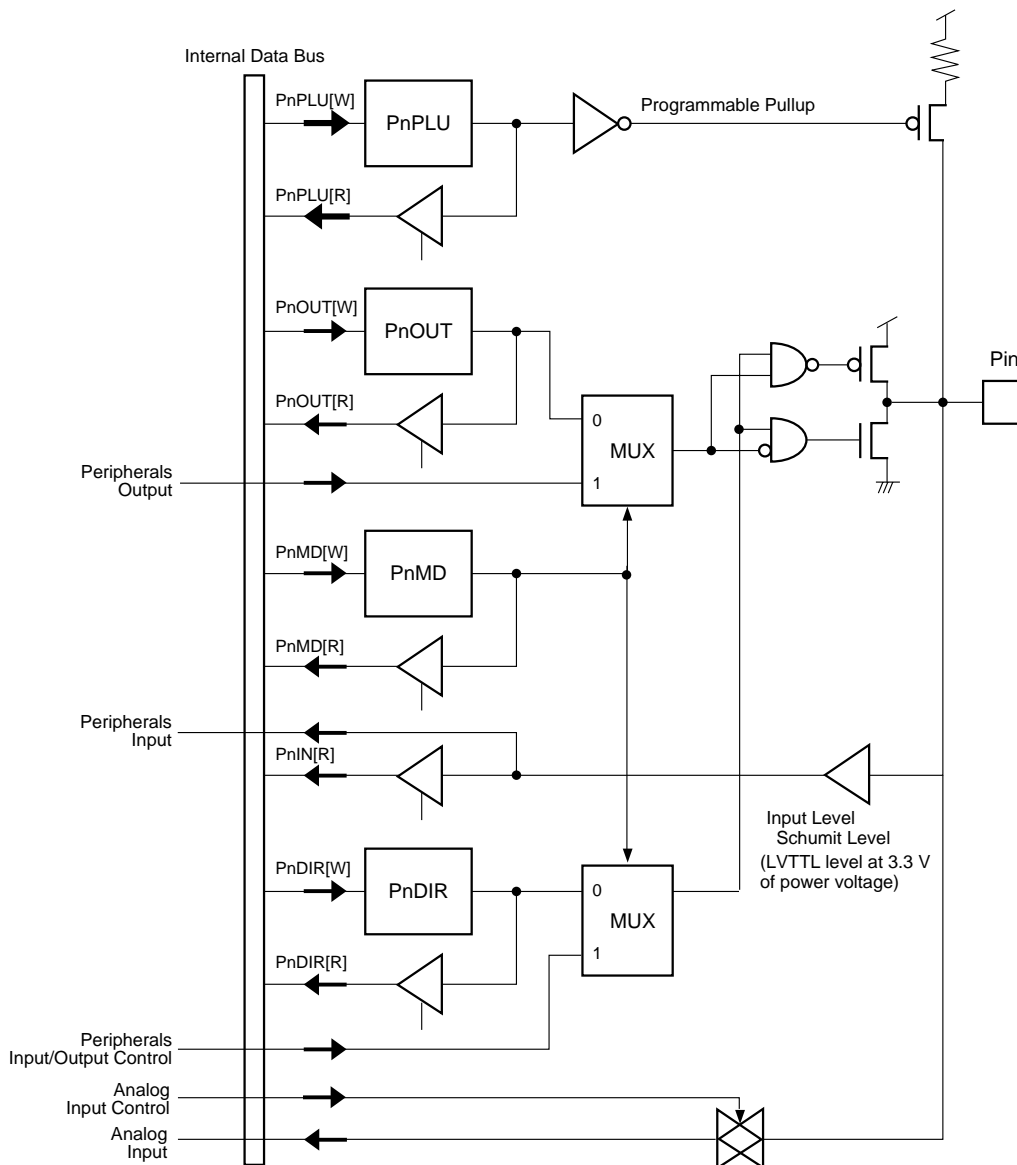 Internal Data Bus
PnPLU[W]
PnPLU
Programmable Pullup
PnPLU[R]
PnOUT[W]
PnOUT
Pin
PnOUT[R]
0
MUX
1
Peripherals
Output
PnMD[W]
PnMD
PnMD[R]
Peripherals
Input
PnIN[R]
Input Level
Schumit Level
(LVTTL level at 3.3 V
of power voltage)
PnDIR[W]
PnDIR
0
MUX
1
PnDIR[R]
Peripherals
Input/Output Control
Analog
Input Control
Analog
Input